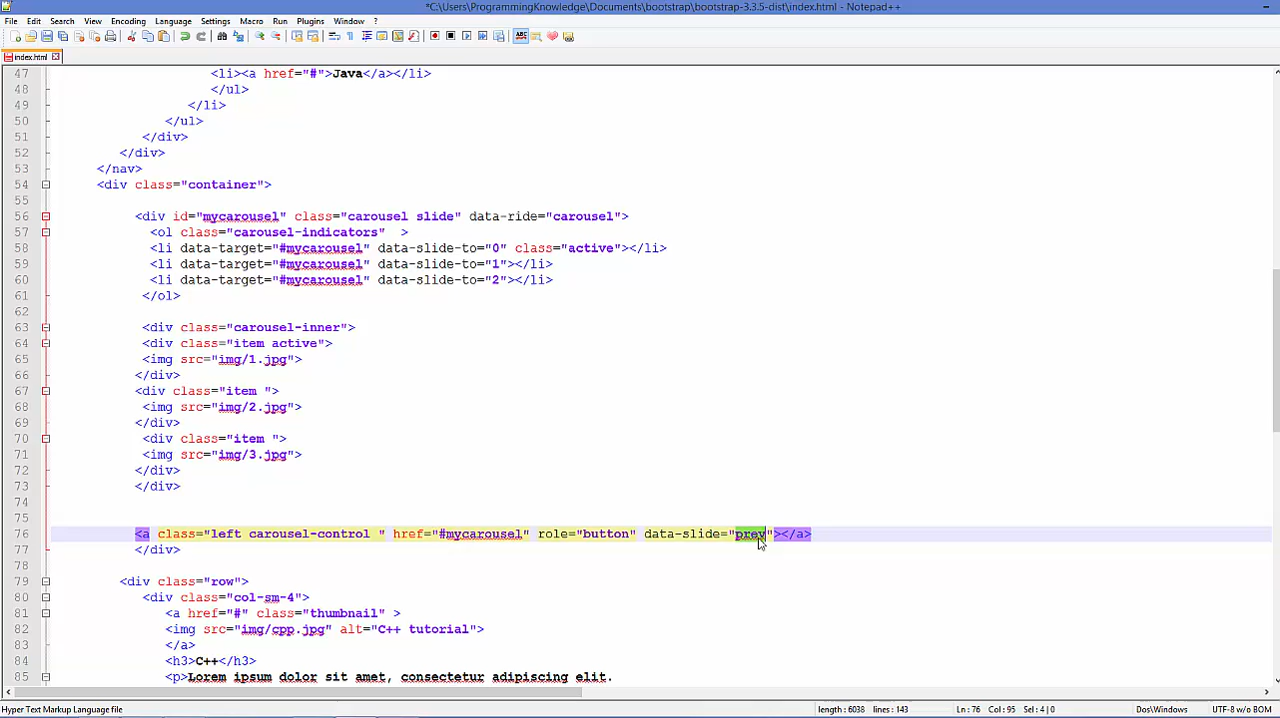 *C:\Users\ProgrammingKnowledge\Documents\bootstrap\bootstrap-3.3.5-dist\index.html - Notepad++
File Edit Search View Encoding Language Settings Macro Run Plugins Window ?
index.html
47 <li><a href="#">Java</a></li>
48 </ul>
49 </li>
50 </ul>
51 </div>
52 </div>
53 </nav>
54 <div class="container">
55
56 <div id="mycarousel" class="carousel slide" data-ride="carousel">
57 <ol class="carousel-indicators" >
58 <li data-target="#mycarousel" data-slide-to="0" class="active"></li>
59 <li data-target="#mycarousel" data-slide-to="1"></li>
60 <li data-target="#mycarousel" data-slide-to="2"></li>
61 </ol>
62
63 <div class="carousel-inner">
64 <div class="item active">
65 <img src="img/1.jpg">
66 </div>
67 <div class="item ">
68 <img src="img/2.jpg">
69 </div>
70 <div class="item ">
71 <img src="img/3.jpg">
72 </div>
73 </div>
74
75
76 <a class="left carousel-control " href="#mycarousel" role="button" data-slide="prev"></a>
77 </div>
78
79 <div class="row">
80 <div class="col-sm-4">
81 <a href="#" class="thumbnail" >
82 <img src="img/cpp.jpg" alt="C++ tutorial">
83 </a>
84 <h3>C++</h3>
85 <p>Lorem ipsum dolor sit amet, consectetur adipiscing elit.
Hyper Text Markup Language file length : 6038 lines : 143 Ln : 76 Col : 95 Sel : 4 | 0 Dos\Windows UTF-8 w/o BOM